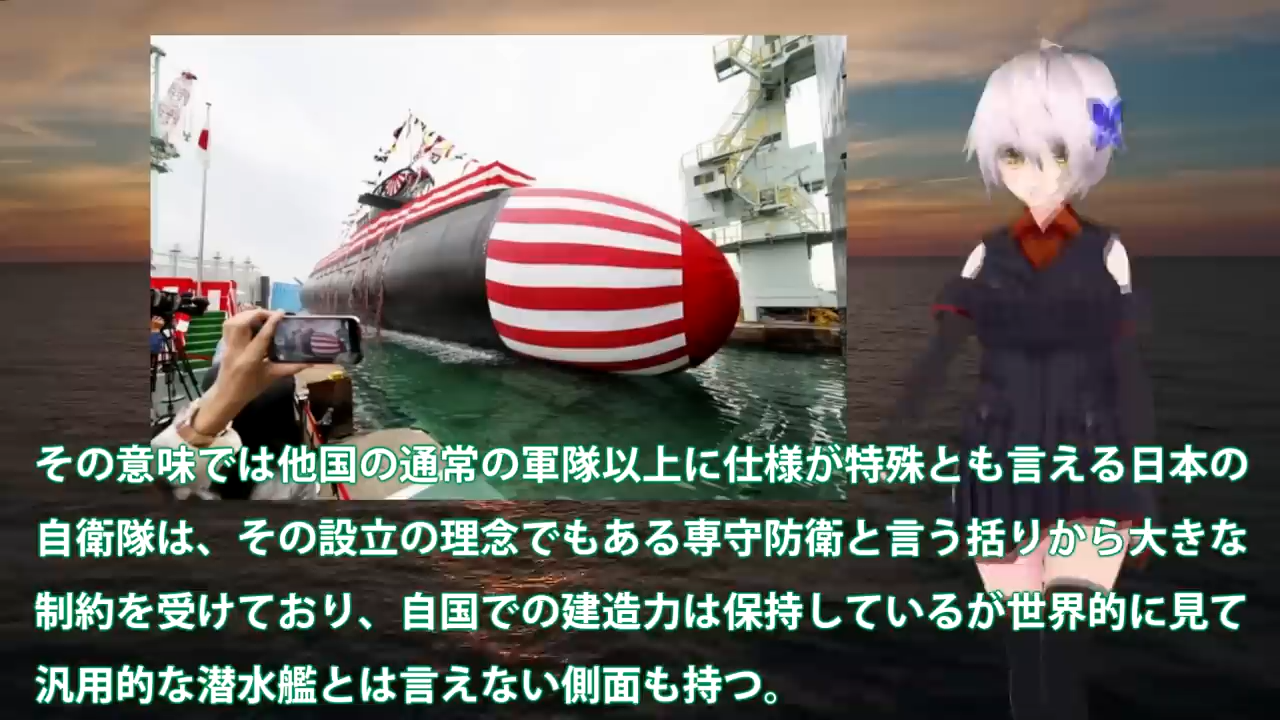 その意味では他国の通常の軍隊以上に仕様が特殊とも言える日本の
自衛隊は、その設立の理念でもある専守防衛と言う括りから大きな
制約を受けており、自国での建造力は保持しているが世界的に見て
汎用的な潜水艦とは言えない側面も持つ。